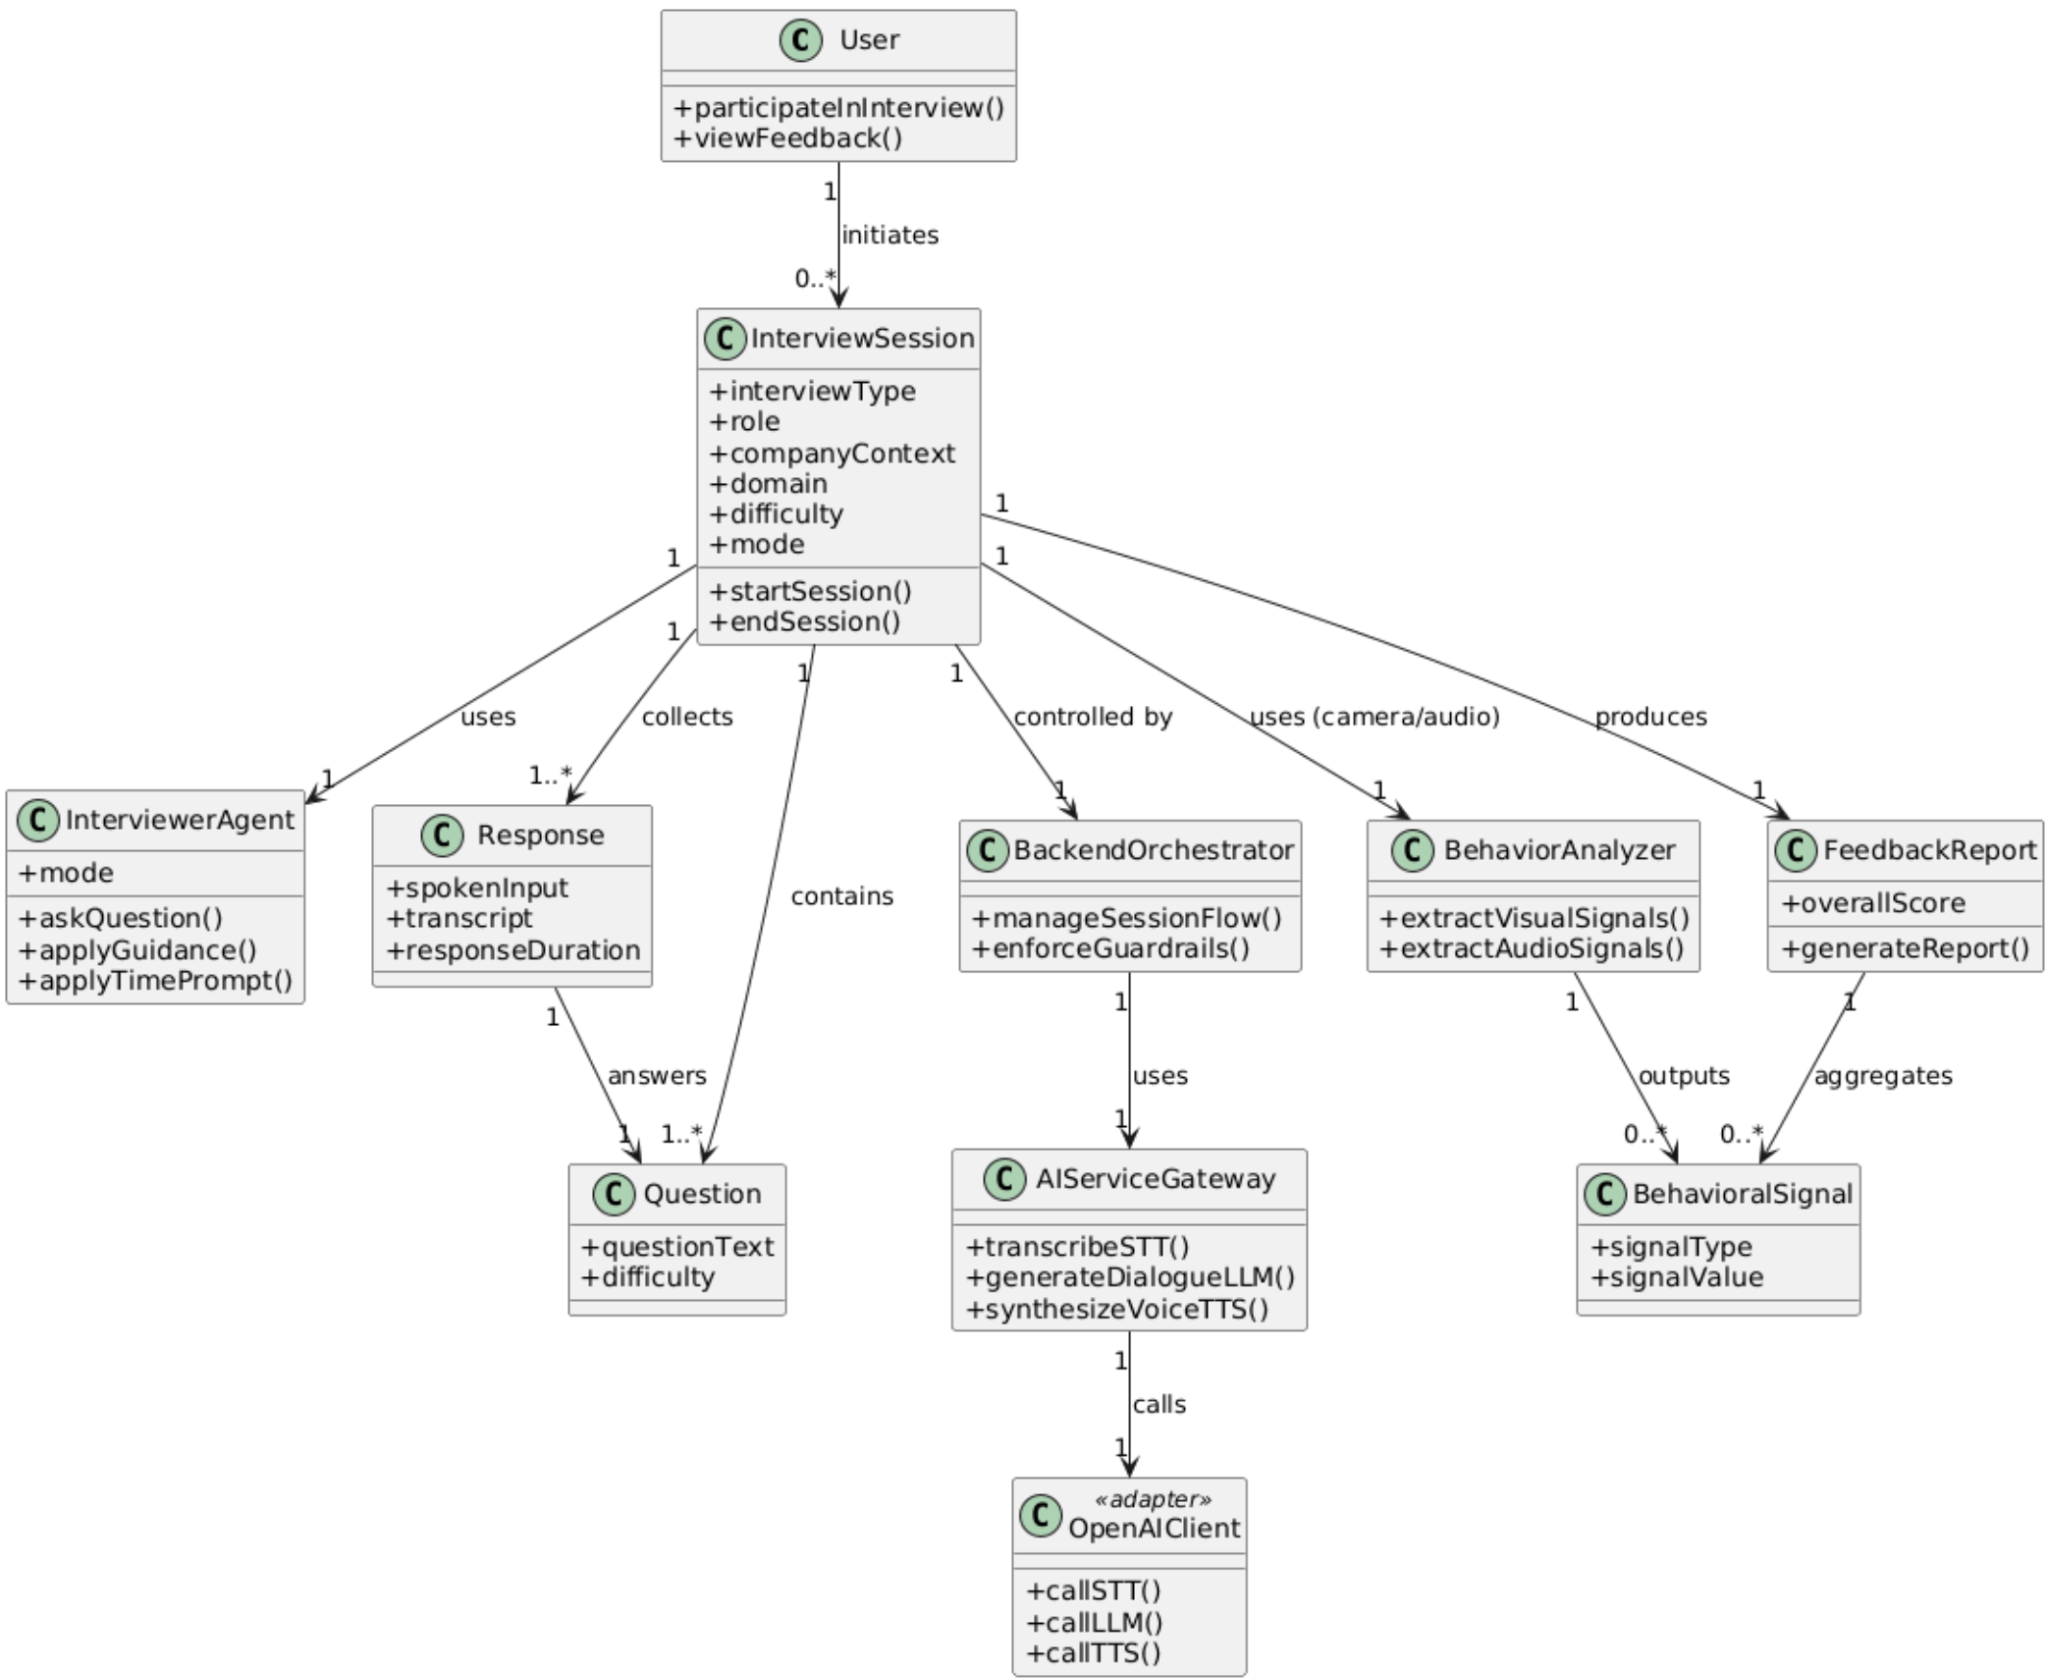 C User
+participateInInterview()
+viewFeedback()
1
initiates
0..*
C InterviewSession
+interviewType
+role
+companyContext
+domain
+difficulty
+mode
+startSession()
+endSession()
1
1
1
1
1
1
uses
collects
contains
controlled by
uses (camera/audio)
produces
1
1..*
1..*
1
1
1
C InterviewerAgent
+mode
+askQuestion()
+applyGuidance()
+applyTimePrompt()
C Response
+spokenInput
+transcript
+responseDuration
C BackendOrchestrator
+manageSessionFlow()
+enforceGuardrails()
C BehaviorAnalyzer
+extractVisualSignals()
+extractAudioSignals()
C FeedbackReport
+overallScore
+generateReport()
1
answers
1
1
uses
1
1
outputs
0..*
1
aggregates
0..*
C Question
+questionText
+difficulty
C AIServiceGateway
+transcribeSTT()
+generateDialogueLLM()
+synthesizeVoiceTTS()
C BehavioralSignal
+signalType
+signalValue
1
calls
1
«adapter»
C OpenAIClient
+callSTT()
+callLLM()
+callTTS()